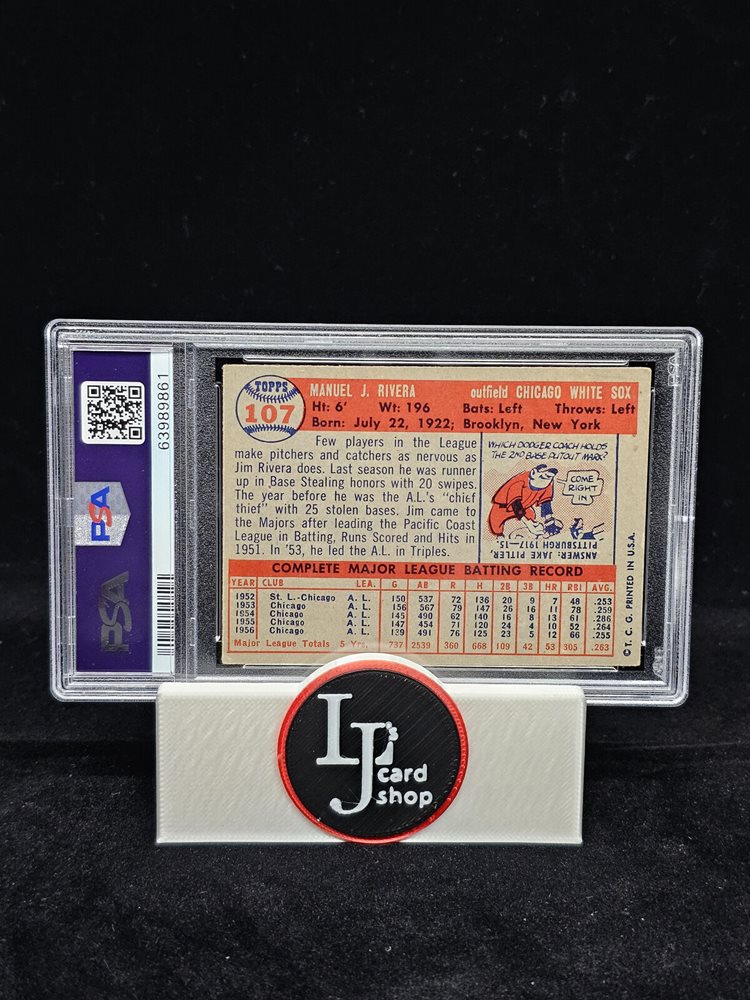 63989861
PSA
PSA
TOPPS
107
MANUEL J. RIVERA outfield CHICAGO WHITE SOX
Ht: 6' Wt: 196 Bats: Left Throws: Left
Born: July 22, 1922; Brooklyn, New York
Few players in the League
make pitchers and catchers as nervous as
Jim Rivera does. Last season he was runner
up in Base Stealing honors with 20 swipes.
The year before he was the A.L.'s "chief
thief" with 25 stolen bases. Jim came to
the Majors after leading the Pacific Coast
League in Batting, Runs Scored and Hits in
1951. In '53, he led the A.L. in Triples.
WHICH DODGER COACH HOLDS
THE 2ND BASE PUTOUT MARK?
COME
RIGHT
IN
ANSWER: JAKE PITLER,
PITTSBURGH 1917-15.
COMPLETE MAJOR LEAGUE BATTING RECORD
YEAR CLUB LEA. G AB R H 2B 3B HR RBI AVG.
1952 St. L.-Chicago A. L. 150 537 72 136 20 9 7 48 .253
1953 Chicago A. L. 156 567 79 147 26 16 11 78 .259
1954 Chicago A. L. 145 490 62 140 16 8 13 61 .286
1955 Chicago A. L. 147 454 71 120 24 4 10 52 .264
1956 Chicago A. L. 139 491 76 125 23 5 12 66 .255
Major League Totals 5 Yrs. 737 2539 360 668 109 42 53 305 .263
© T. C. G. PRINTED IN U.S.A.
LJ's
card
shop